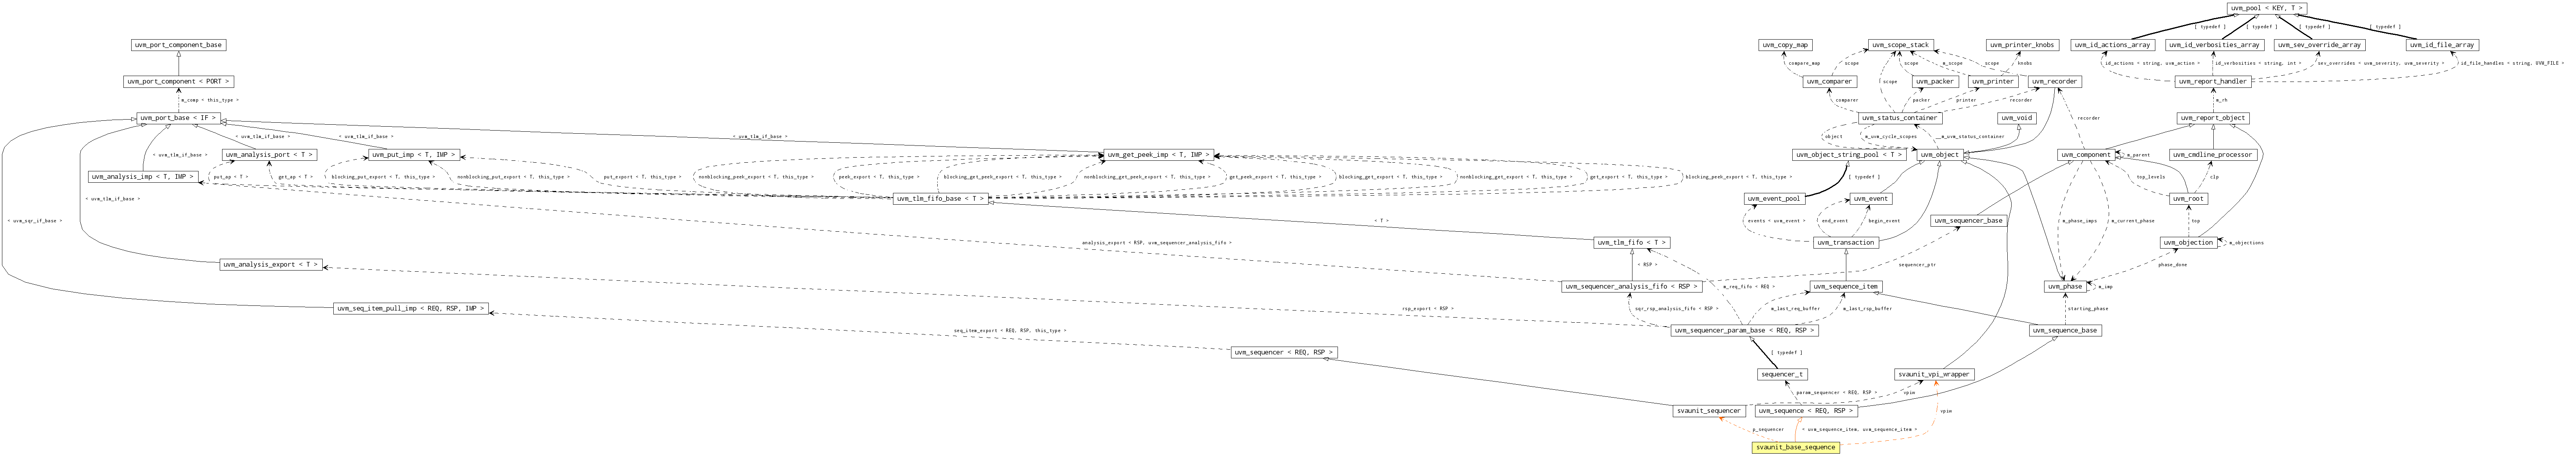 uvm_pool < KEY, T >
[ typedef ]
[ typedef ]
[ typedef ]
[ typedef ]
uvm_port_component_base
uvm_copy_map
uvm_scope_stack
uvm_printer_knobs
uvm_id_actions_array
uvm_id_verbosities_array
uvm_sev_override_array
uvm_id_file_array
compare_map
scope
scope
scope
m_scope
knobs
scope
id_actions < string, uvm_action >
id_verbosities < string, int >
sev_overrides < uvm_severity, uvm_severity >
id_file_handles < string, UVM_FILE >
uvm_port_component < PORT >
uvm_comparer
uvm_packer
uvm_printer
uvm_recorder
uvm_report_handler
m_comp < this_type >
comparer
packer
printer
recorder
m_rh
uvm_port_base < IF >
uvm_status_container
uvm_void
recorder
uvm_report_object
< uvm_tlm_if_base >
< uvm_tlm_if_base >
< uvm_tlm_if_base >
object
m_uvm_cycle_scopes
_m_uvm_status_container
< uvm_tlm_if_base >
uvm_analysis_port < T >
uvm_put_imp < T, IMP >
uvm_get_peek_imp < T, IMP >
uvm_object_string_pool < T >
uvm_object
uvm_component
m_parent
uvm_cmdline_processor
uvm_analysis_imp < T, IMP >
put_ap < T >
get_ap < T >
blocking_put_export < T, this_type >
nonblocking_put_export < T, this_type >
put_export < T, this_type >
nonblocking_peek_export < T, this_type >
peek_export < T, this_type >
blocking_get_peek_export < T, this_type >
nonblocking_get_peek_export < T, this_type >
get_peek_export < T, this_type >
blocking_get_export < T, this_type >
nonblocking_get_export < T, this_type >
get_export < T, this_type >
blocking_peek_export < T, this_type >
[ typedef ]
top_levels
clp
< uvm_tlm_if_base >
uvm_tlm_fifo_base < T >
uvm_event_pool
uvm_event
uvm_root
< uvm_sqr_if_base >
< T >
events < uvm_event >
end_event
begin_event
uvm_sequencer_base
m_phase_imps
m_current_phase
top
analysis_export < RSP, uvm_sequencer_analysis_fifo >
uvm_tlm_fifo < T >
uvm_transaction
uvm_objection
m_objections
uvm_analysis_export < T >
< RSP >
sequencer_ptr
phase_done
uvm_sequencer_analysis_fifo < RSP >
m_req_fifo < REQ >
uvm_sequence_item
uvm_phase
m_imp
uvm_seq_item_pull_imp < REQ, RSP, IMP >
rsp_export < RSP >
sqr_rsp_analysis_fifo < RSP >
m_last_req_buffer
m_last_rsp_buffer
starting_phase
seq_item_export < REQ, RSP, this_type >
uvm_sequencer_param_base < REQ, RSP >
uvm_sequence_base
uvm_sequencer < REQ, RSP >
[ typedef ]
sequencer_t
svaunit_vpi_wrapper
param_sequencer < REQ, RSP >
vpiw
svaunit_sequencer
uvm_sequence < REQ, RSP >
vpiw
p_sequencer
< uvm_sequence_item, uvm_sequence_item >
svaunit_base_sequence